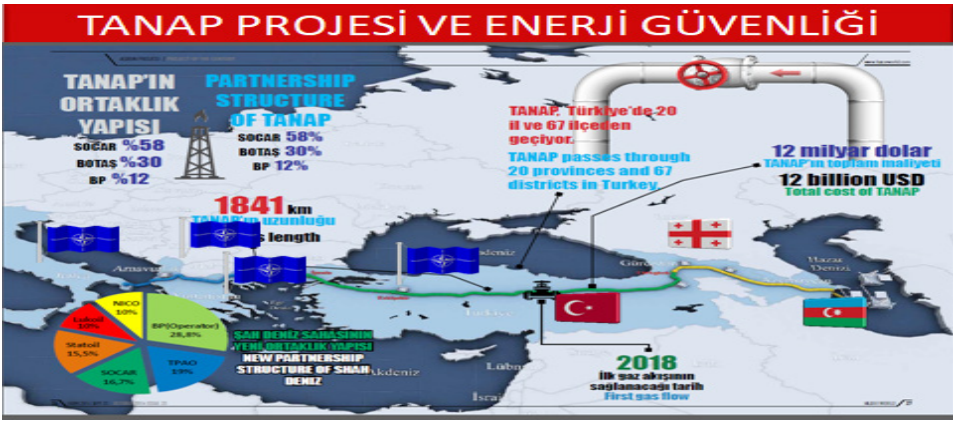 TANAP PROJESİ VE ENERJİ GÜVENLİĞİ
TANAP'IN
ORTAKLIK
YAPISI
SOCAR %58
BOTAŞ %30
BP %12
PARTNERSHIP
STRUCTURE
OF TANAP
SOCAR 58%
BOTAŞ 30%
BP 12%
TANAP, Türkiye'de 20
il ve 67 ilçeden
geçiyor.
TANAP passes through
20 provinces and 67
districts in Turkey.
12 milyar dolar
TANAP'ın toplam maliyeti
12 billion USD
Total cost of TANAP
1841 km
TANAP'ın uzunluğu
length
Hazar
Denizi
NICO
10%
Lukoil
10%
BP(Operator)
28,8%
Statoil
15,5%
SOCAR
16,7%
TPAO
19%
ŞAH DENİZ SAHASININ
YENİ ORTAKLIK YAPISI
NEW PARTNERSHIP
STRUCTURE OF SHAH
DENIZ
Akdeniz
2018
İlk gaz akışının
sağlanacağı tarih
First gas flow